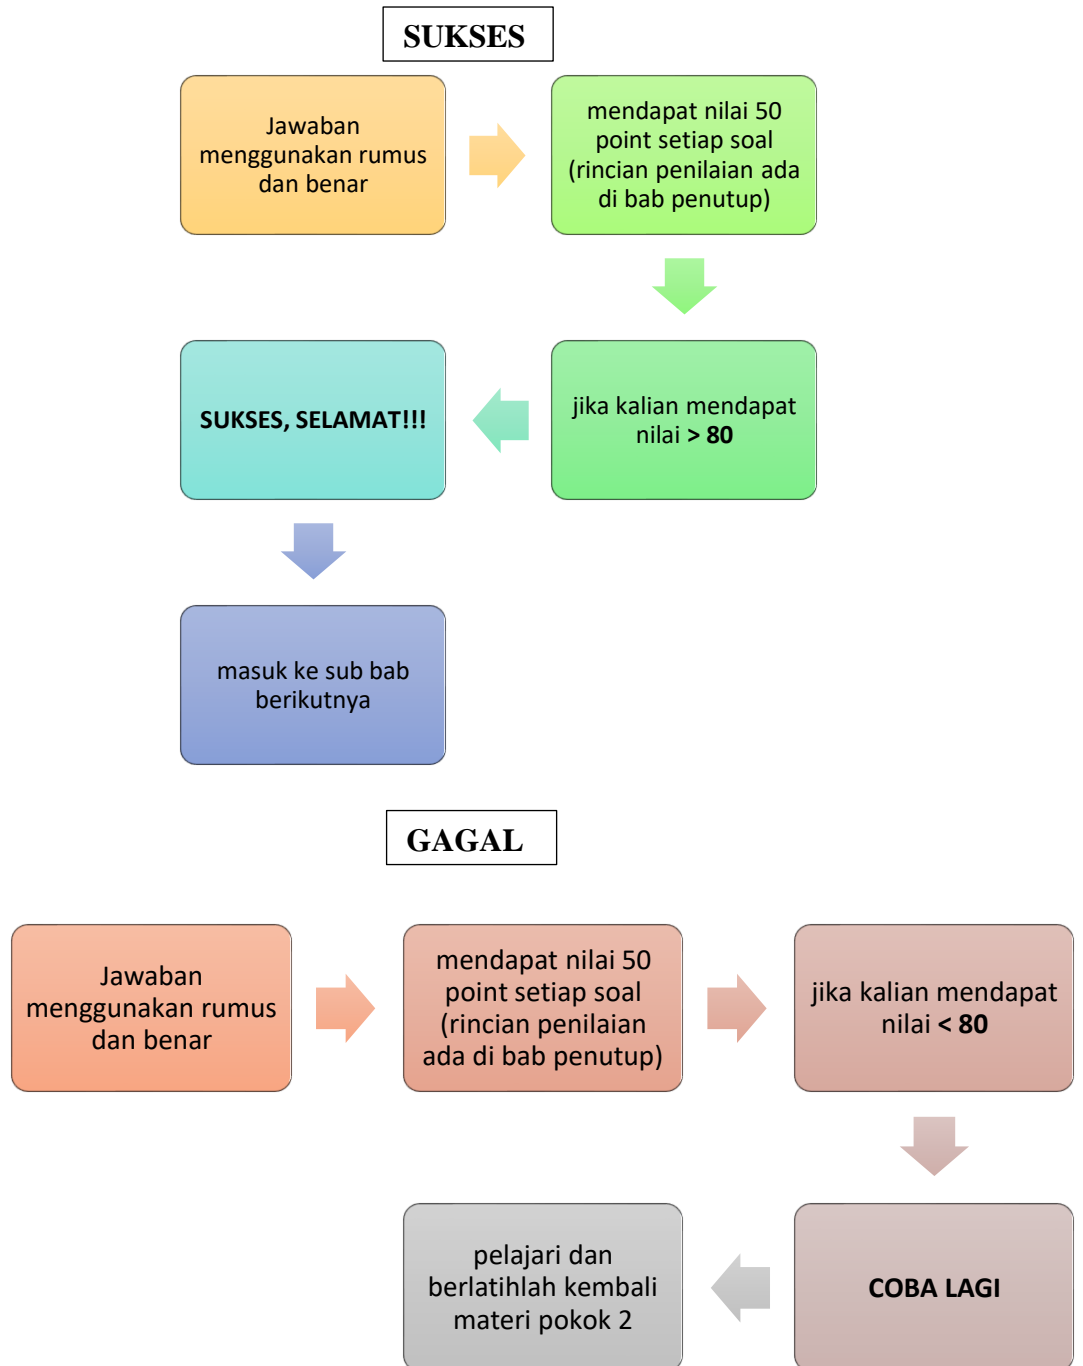 SUKSES
Jawaban
menggunakan rumus
dan benar
mendapat nilai 50
point setiap soal
(rincian penilaian ada
di bab penutup)
jika kalian mendapat
nilai > 80
SUKSES, SELAMAT!!!
masuk ke sub bab
berikutnya
GAGAL
Jawaban
menggunakan rumus
dan benar
mendapat nilai 50
point setiap soal
(rincian penilaian
ada di bab penutup)
jika kalian mendapat
nilai < 80
COBA LAGI
pelajari dan
berlatihlah kembali
materi pokok 2